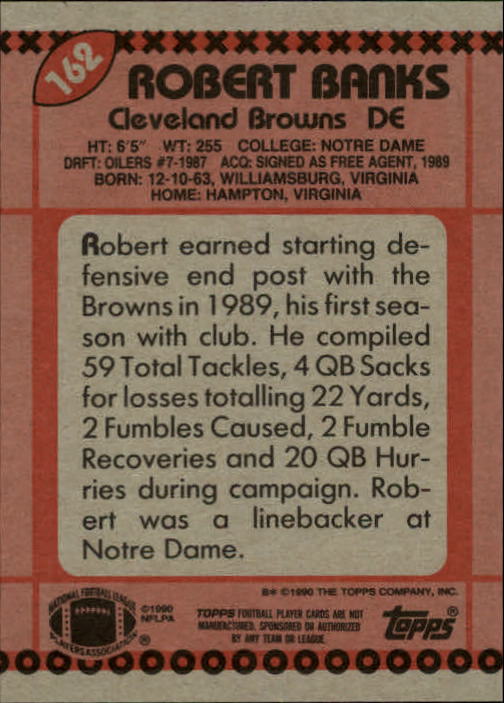 162
ROBERT BANKS
Cleveland Browns DE
HT: 6'5" WT: 255 COLLEGE: NOTRE DAME
DRFT: OILERS #7-1987 ACQ: SIGNED AS FREE AGENT, 1989
BORN: 12-10-63, WILLIAMSBURG, VIRGINIA
HOME: HAMPTON, VIRGINIA
Robert earned starting de-
fensive end post with the
Browns in 1989, his first sea-
son with club. He compiled
59 Total Tackles, 4 QB Sacks
for losses totalling 22 Yards,
2 Fumbles Caused, 2 Fumble
Recoveries and 20 QB Hur-
ries during campaign. Rob-
ert was a linebacker at
Notre Dame.
B* ©1990 THE TOPPS COMPANY, INC.
NATIONAL FOOTBALL LEAGUE
PLAYERS ASSOCIATION ®
©1990
NFLPA
TOPPS FOOTBALL PLAYER CARDS ARE NOT
MANUFACTURED, SPONSORED OR AUTHORIZED
BY ANY TEAM OR LEAGUE.
Topps®